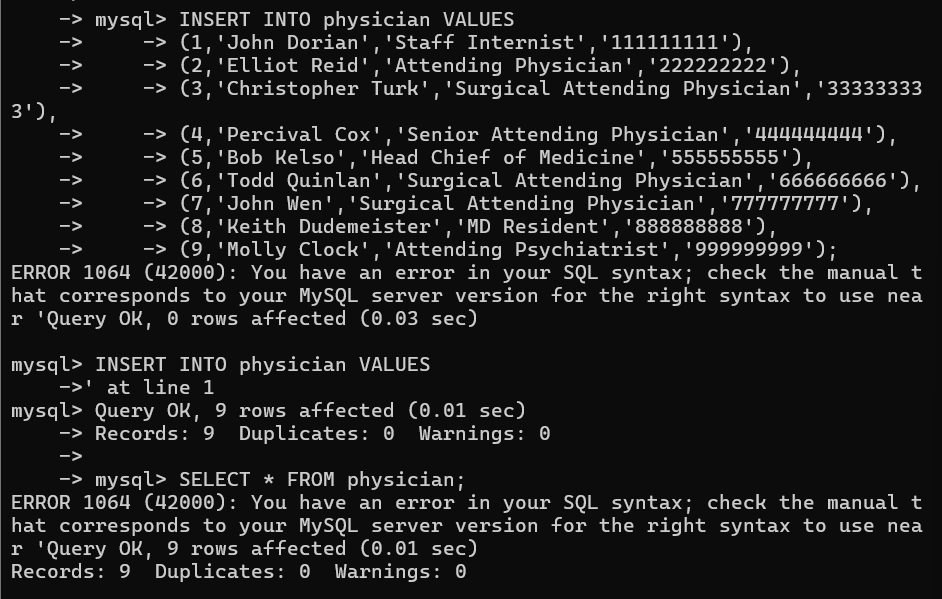 -> mysql> INSERT INTO physician VALUES
    ->     -> (1,'John Dorian','Staff Internist','111111111'),
    ->     -> (2,'Elliot Reid','Attending Physician','222222222'),
    ->     -> (3,'Christopher Turk','Surgical Attending Physician','33333333
3'),
    ->     -> (4,'Percival Cox','Senior Attending Physician','444444444'),
    ->     -> (5,'Bob Kelso','Head Chief of Medicine','555555555'),
    ->     -> (6,'Todd Quinlan','Surgical Attending Physician','666666666'),
    ->     -> (7,'John Wen','Surgical Attending Physician','777777777'),
    ->     -> (8,'Keith Dudemeister','MD Resident','888888888'),
    ->     -> (9,'Molly Clock','Attending Psychiatrist','999999999');
ERROR 1064 (42000): You have an error in your SQL syntax; check the manual t
hat corresponds to your MySQL server version for the right syntax to use nea
r 'Query OK, 0 rows affected (0.03 sec)

mysql> INSERT INTO physician VALUES
    ->' at line 1
mysql> Query OK, 9 rows affected (0.01 sec)
    -> Records: 9  Duplicates: 0  Warnings: 0
    ->
    -> mysql> SELECT * FROM physician;
ERROR 1064 (42000): You have an error in your SQL syntax; check the manual t
hat corresponds to your MySQL server version for the right syntax to use nea
r 'Query OK, 9 rows affected (0.01 sec)
Records: 9  Duplicates: 0  Warnings: 0